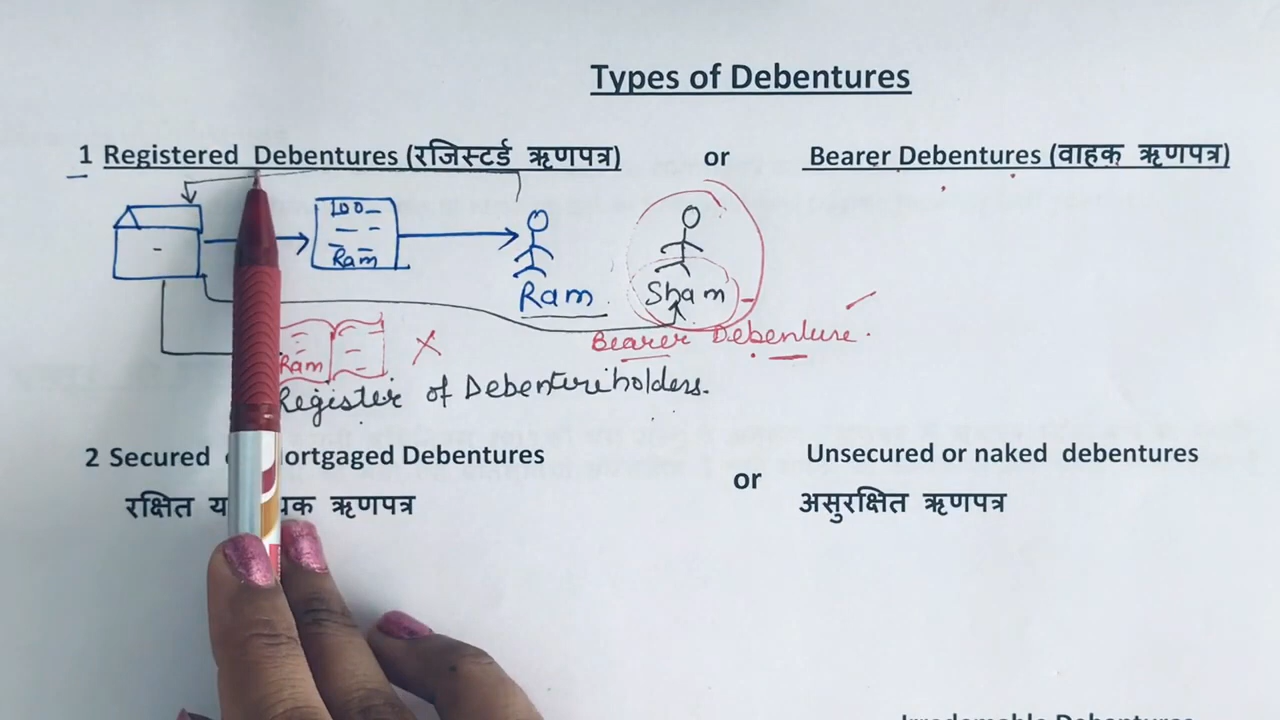 Types of Debentures
1 Registered Debentures (रजिस्टर्ड ऋणपत्र) or Bearer Debentures (वाहक ऋणपत्र)
100
Ram
Ram
Sham
Bearer Debenture.
Ram
Register of Debentureholders.
2 Secured ortgaged Debentures or Unsecured or naked debentures
रक्षित ऋणपत्र असुरक्षित ऋणपत्र